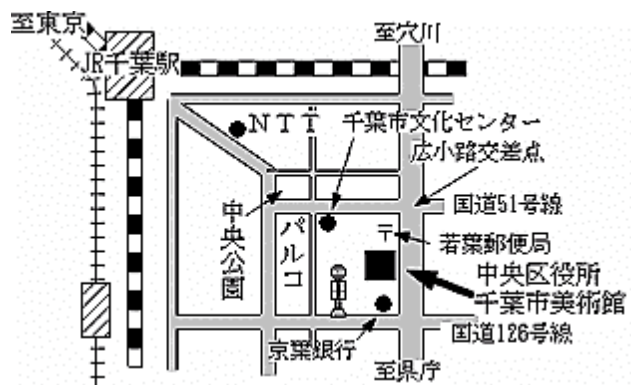 至東京
至穴川
JR千葉駅
NTT
千葉市文化センター
広小路交差点
国道51号線
中央公園
パルコ
若葉郵便局
中央区役所
千葉市美術館
国道126号線
京葉銀行
至県庁